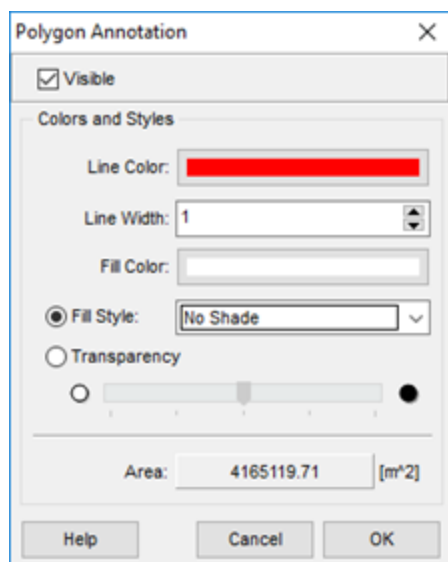 Polygon Annotation
Visible
Colors and Styles
Line Color:
Line Width: 1
Fill Color:
Fill Style: No Shade
Transparency
Area: 4165119.71 [m^2]
Help Cancel OK